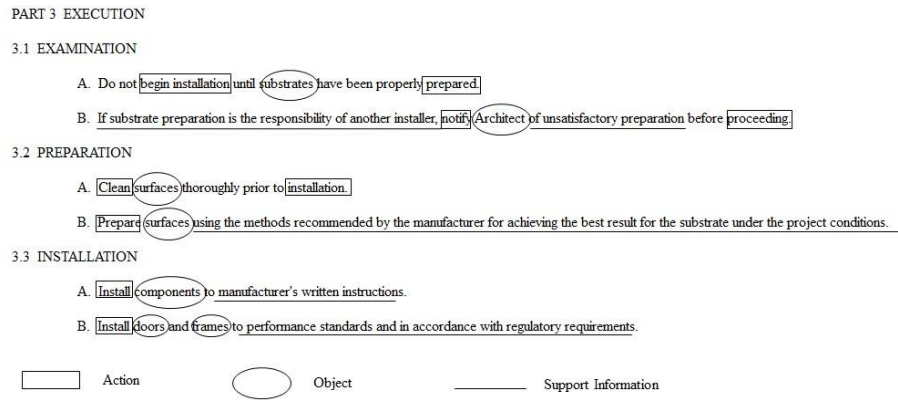 PART 3 EXECUTION
3.1 EXAMINATION
A. Do not begin installation until substrates have been properly prepared.
B. If substrate preparation is the responsibility of another installer, notify Architect of unsatisfactory preparation before proceeding.
3.2 PREPARATION
A. Clean surfaces thoroughly prior to installation.
B. Prepare surfaces using the methods recommended by the manufacturer for achieving the best result for the substrate under the project conditions.
3.3 INSTALLATION
A. Install components to manufacturer's written instructions.
B. Install doors and frames to performance standards and in accordance with regulatory requirements.
Action Object Support Information